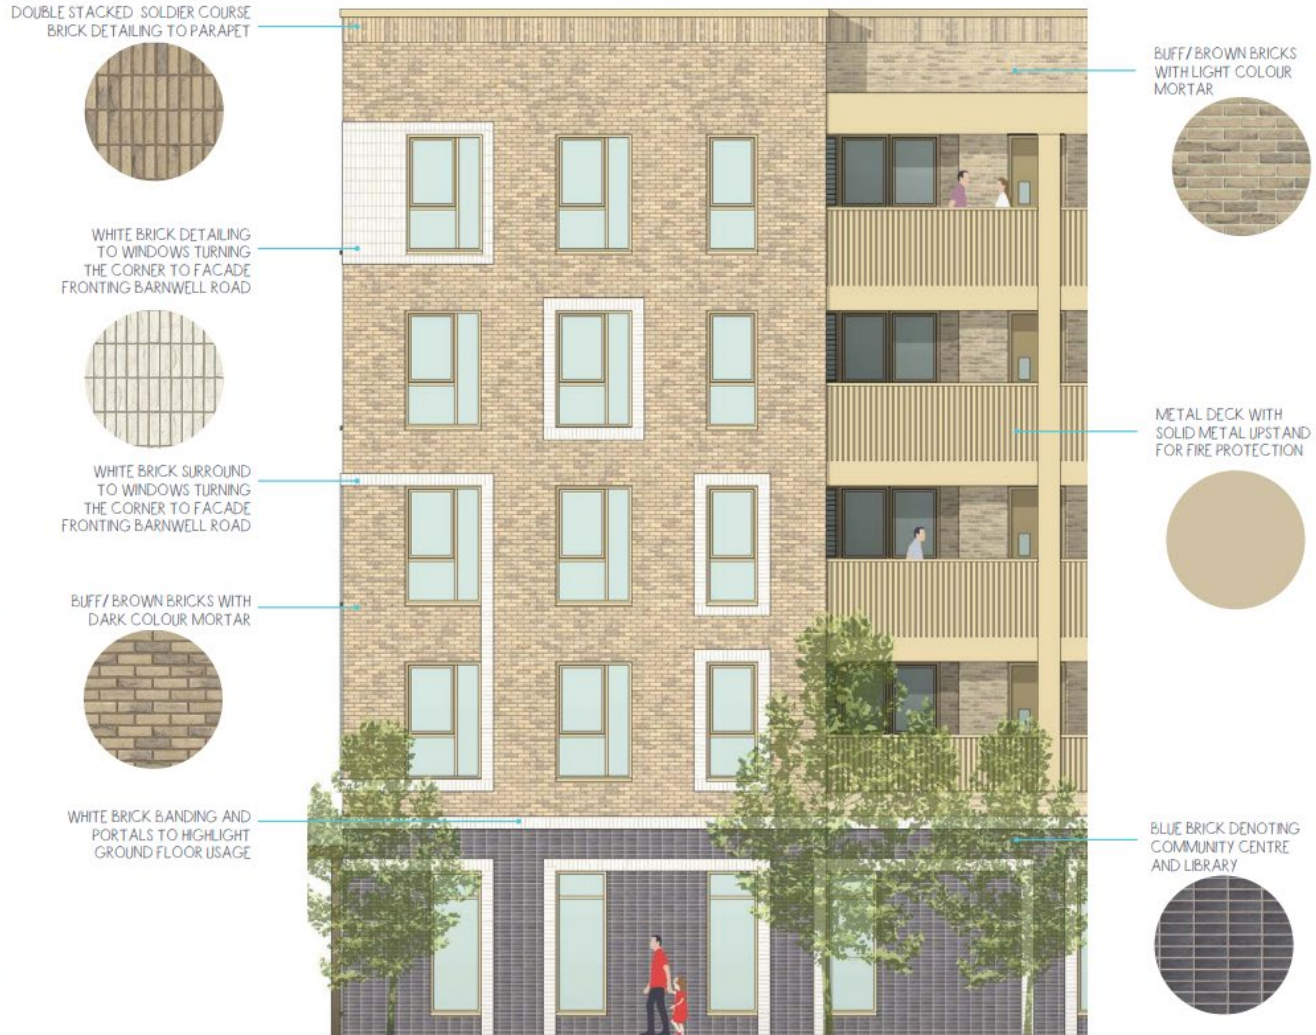 DOUBLE STACKED SOLDIER COURSE
BRICK DETAILING TO PARAPET
WHITE BRICK DETAILING
TO WINDOWS TURNING
THE CORNER TO FACADE
FRONTING BARNWELL ROAD
WHITE BRICK SURROUND
TO WINDOWS TURNING
THE CORNER TO FACADE
FRONTING BARNWELL ROAD
BUFF/BROWN BRICKS WITH
DARK COLOUR MORTAR
WHITE BRICK BANDING AND
PORTALS TO HIGHLIGHT
GROUND FLOOR USAGE
BUFF/BROWN BRICKS
WITH LIGHT COLOUR
MORTAR
METAL DECK WITH
SOLID METAL UPSTAND
FOR FIRE PROTECTION
BLUE BRICK DENOTING
COMMUNITY CENTRE
AND LIBRARY